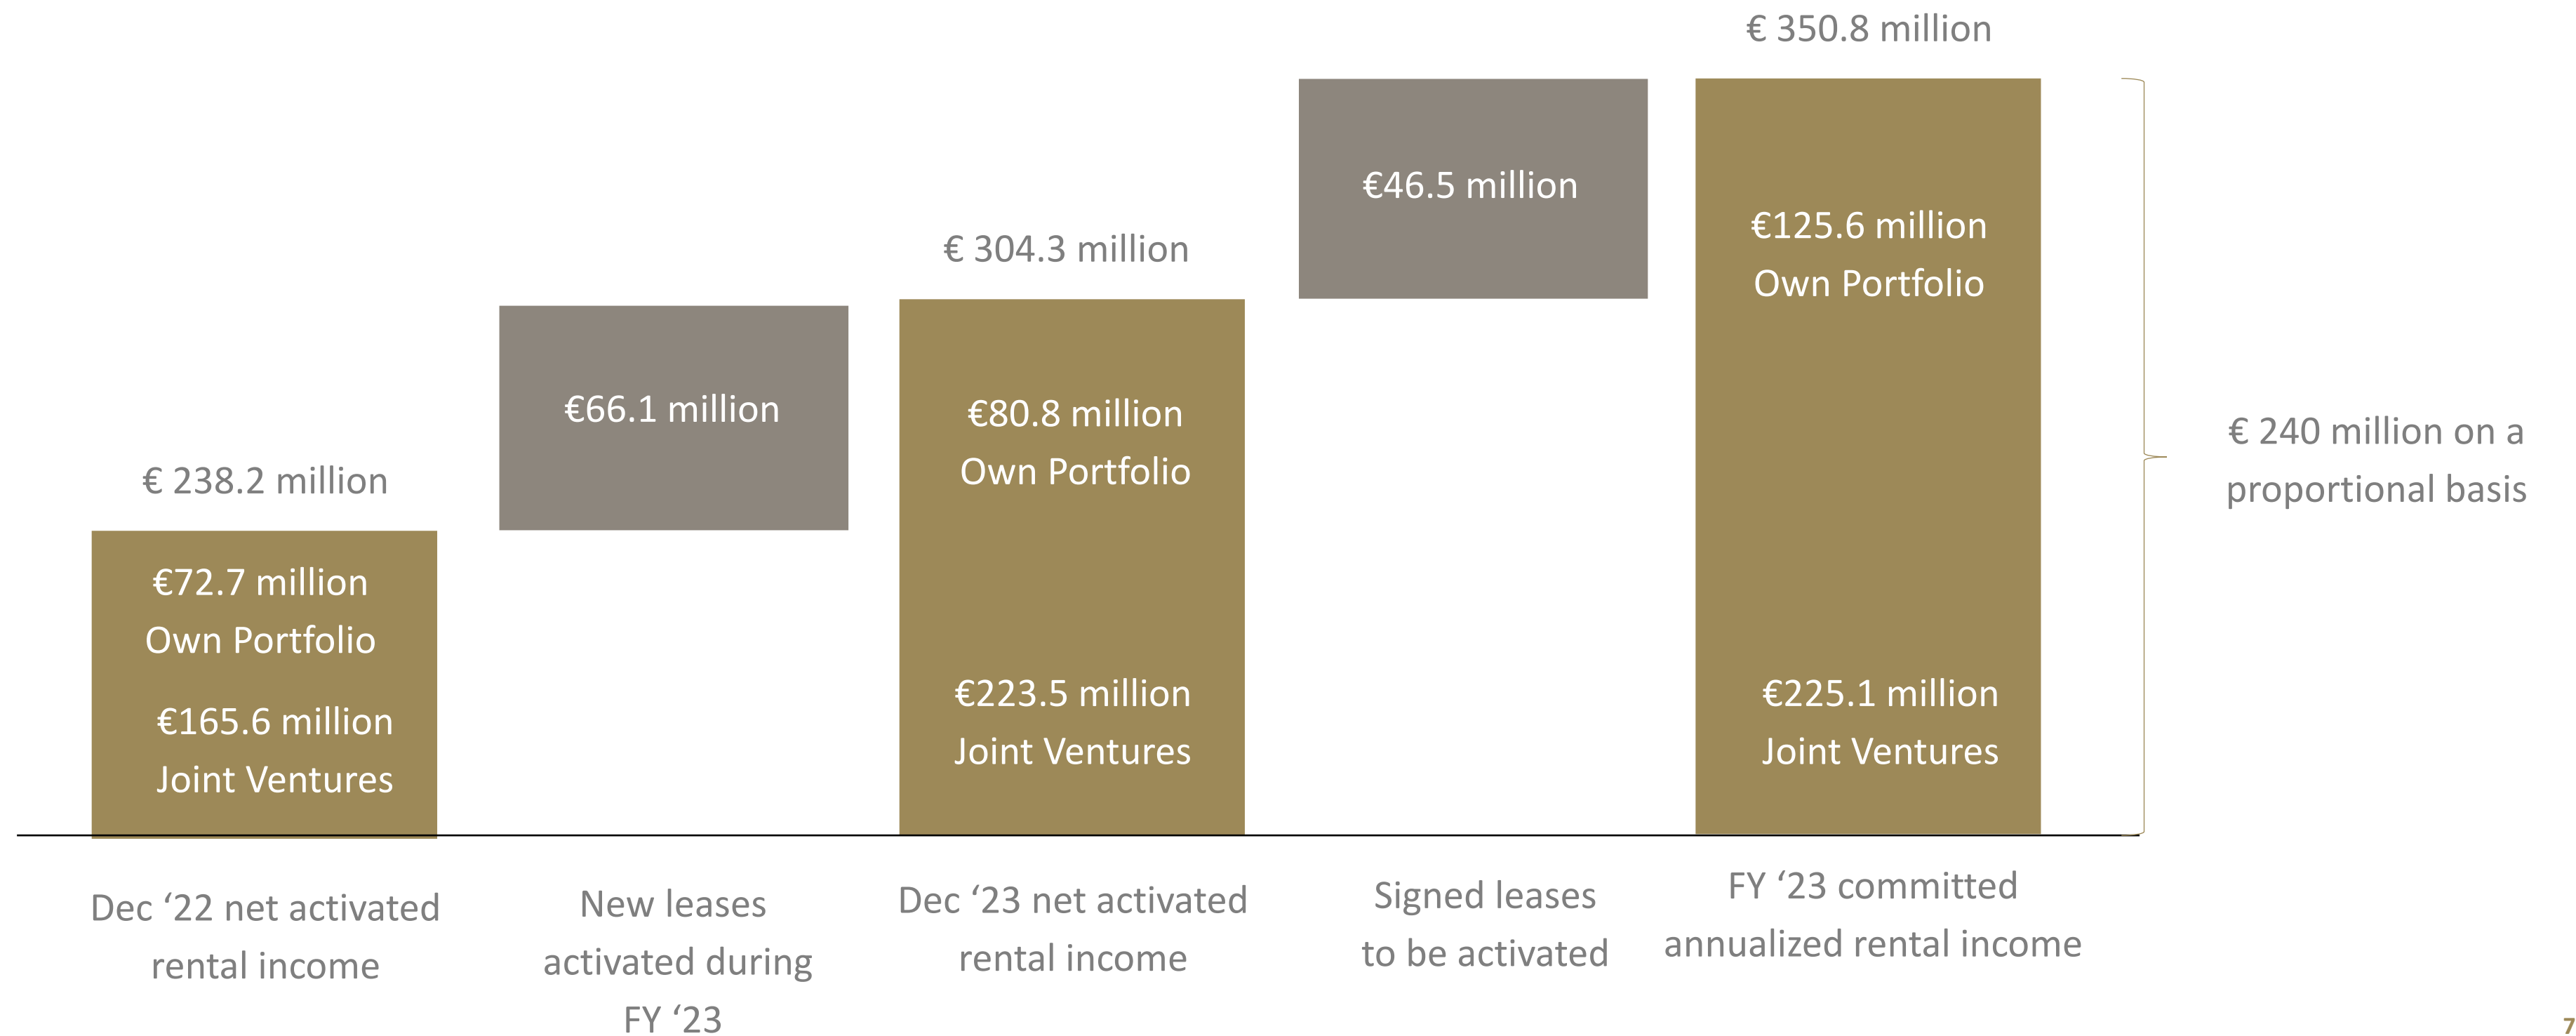 € 238.2 million
€72.7 million
Own Portfolio
€165.6 million
Joint Ventures
Dec ‘22 net activated
rental income
€66.1 million
New leases
activated during
FY ‘23
€ 304.3 million
€80.8 million
Own Portfolio
€223.5 million
Joint Ventures
Dec ‘23 net activated
rental income
€46.5 million
Signed leases
to be activated
€ 350.8 million
€125.6 million
Own Portfolio
€225.1 million
Joint Ventures
FY ‘23 committed
annualized rental income
€ 240 million on a
proportional basis
7